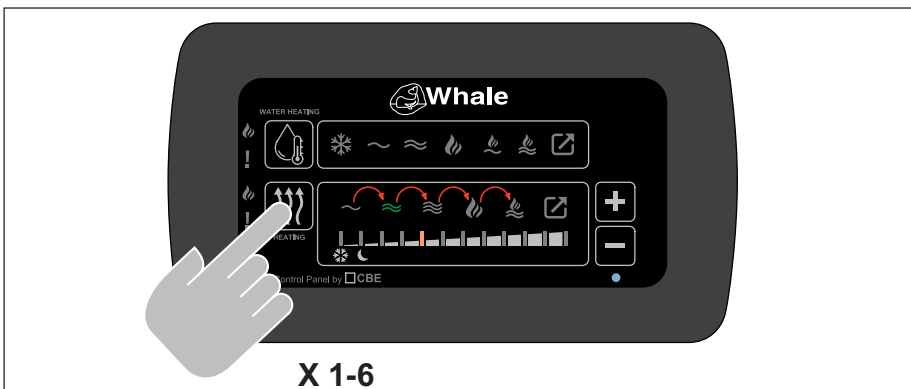 Whale
WATER HEATING
!
!
HEATING
+
−
Control Panel by CBE
X 1-6